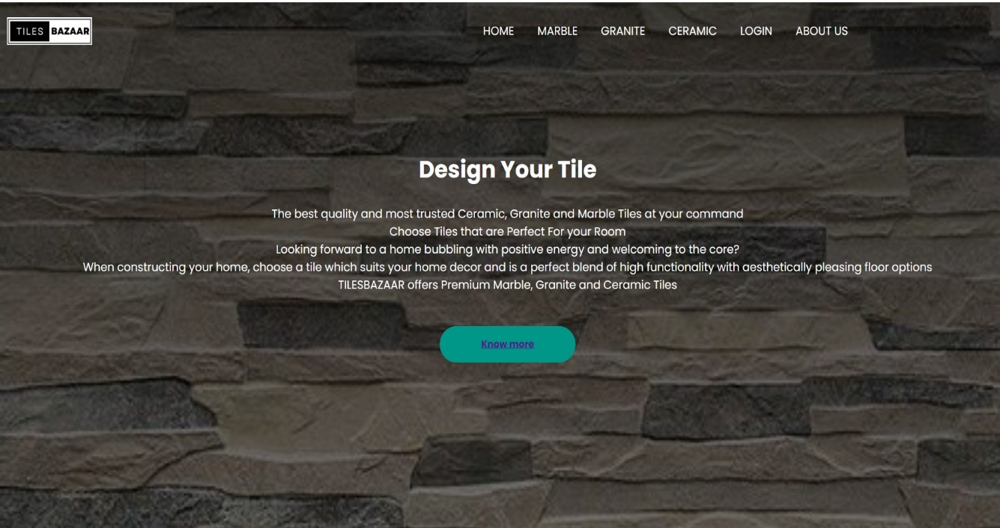 TILES BAZAAR
HOME MARBLE GRANITE CERAMIC LOGIN ABOUT US
Design Your Tile
The best quality and most trusted Ceramic, Granite and Marble Tiles at your command
Choose Tiles that are Perfect For your Room
Looking forward to a home bubbling with positive energy and welcoming to the core?
When constructing your home, choose a tile which suits your home decor and is a perfect blend of high functionality with aesthetically pleasing floor options
TILESBAZAAR offers Premium Marble, Granite and Ceramic Tiles
Know more